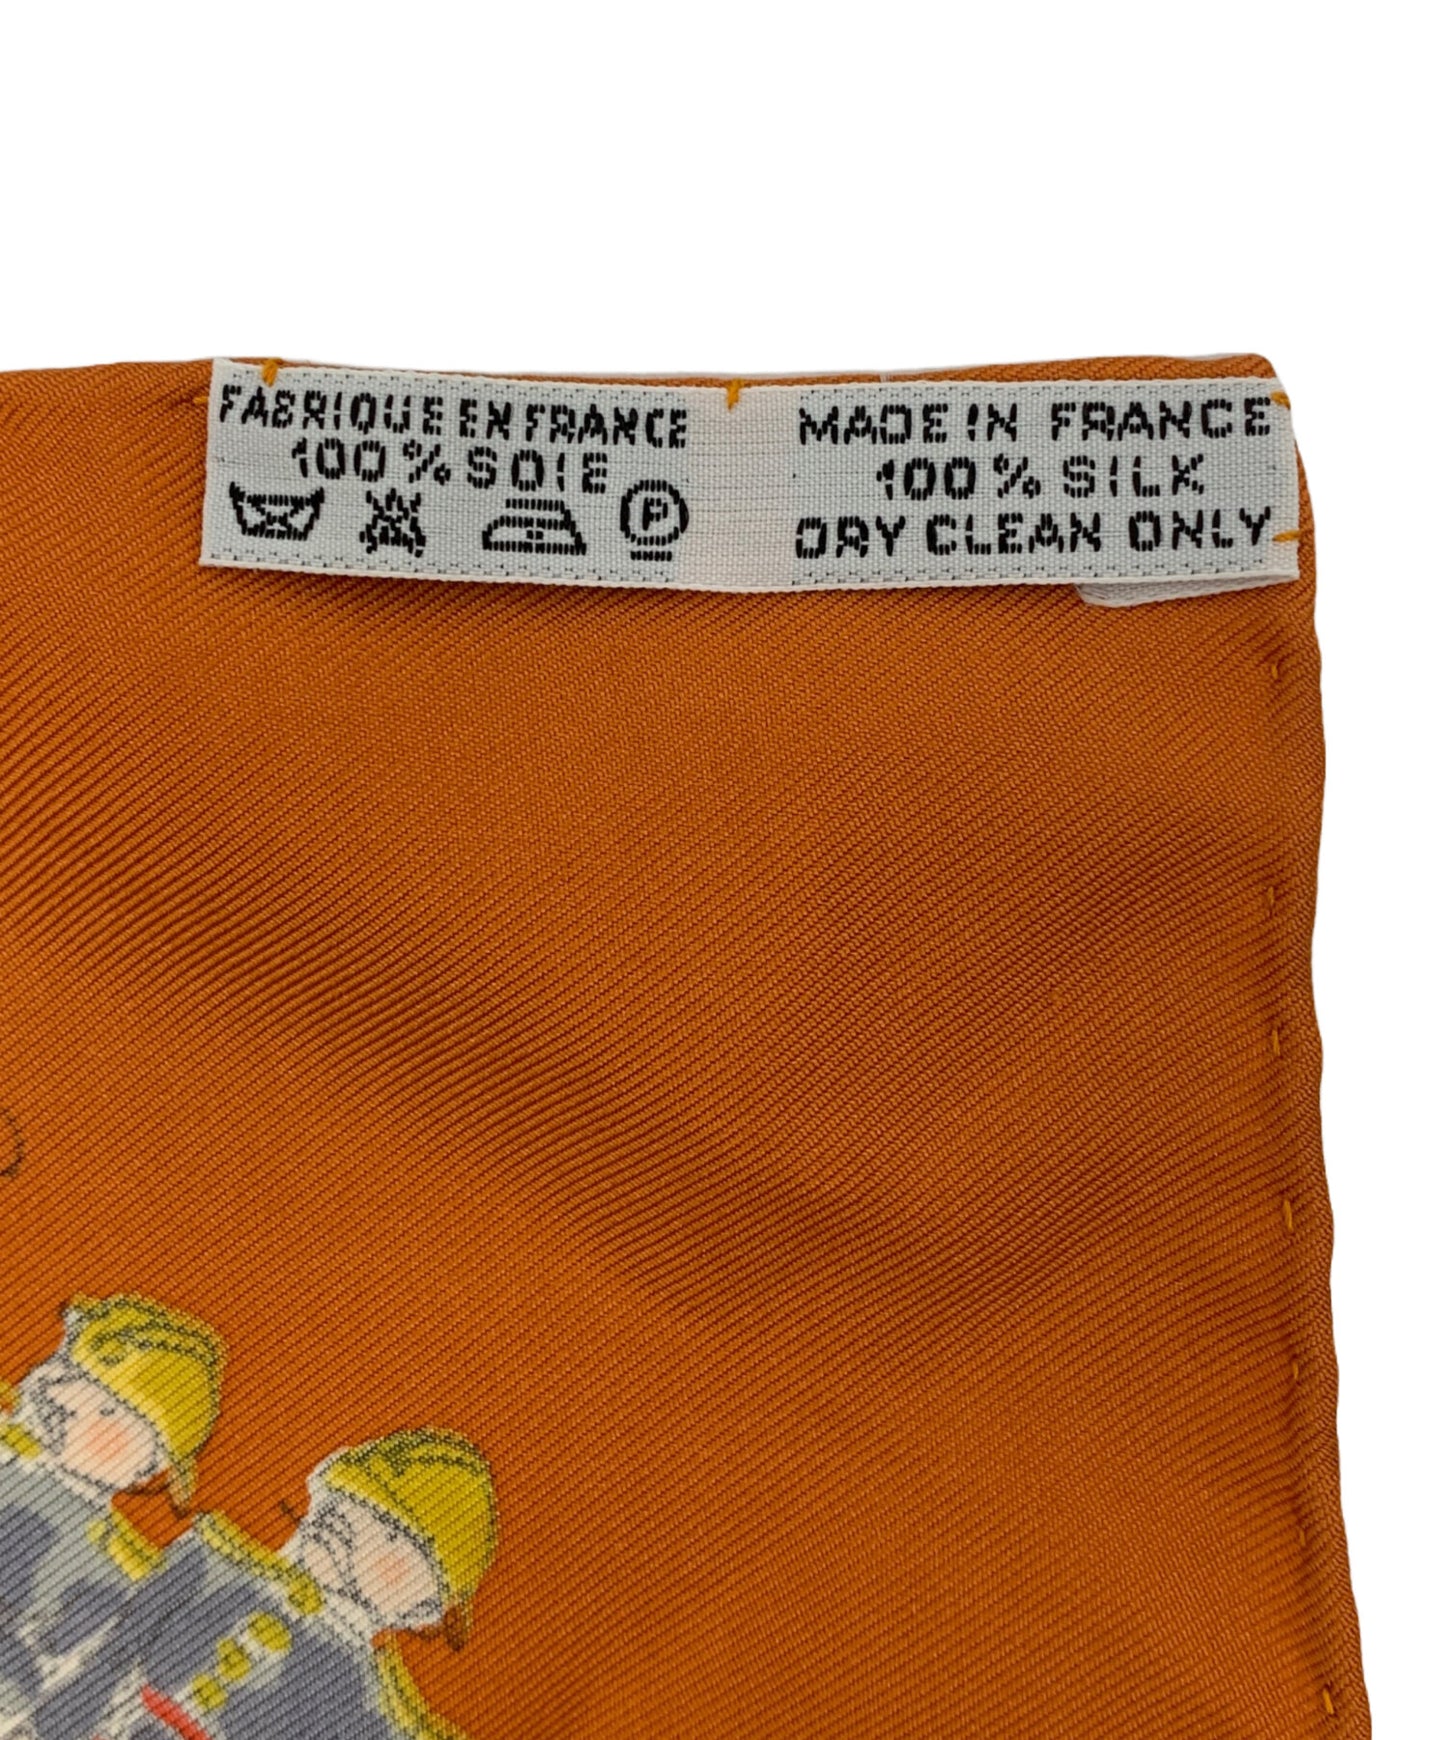 FABRIQUE EN FRANCE
100% SOIE
P
MADE IN FRANCE
100% SILK
DRY CLEAN ONLY